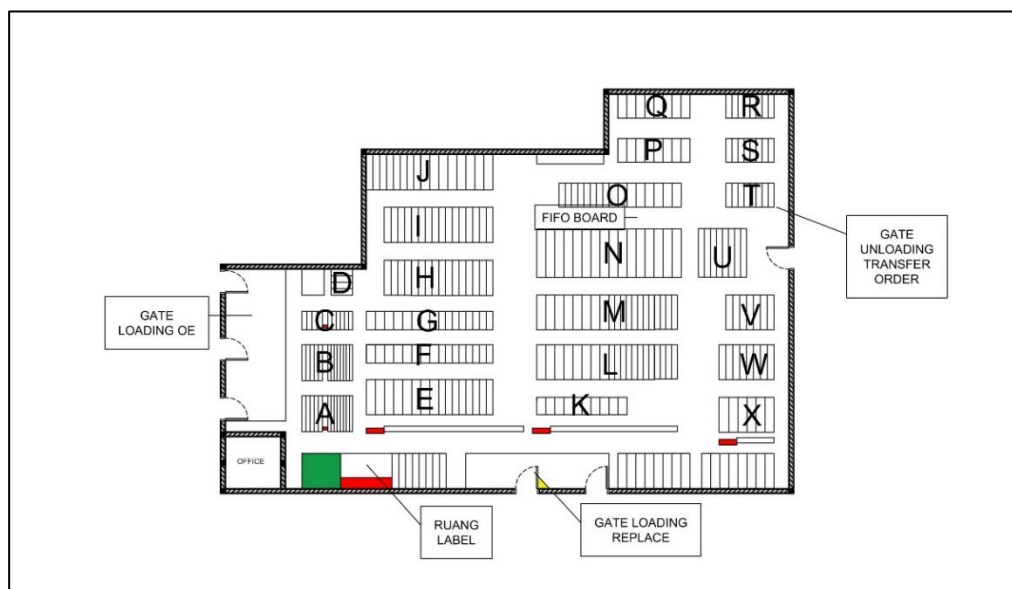 Q
R
P
S
J
O
T
FIFO BOARD
I
N
U
GATE
UNLOADING
TRANSFER
ORDER
D
H
GATE
LOADING OE
C
G
M
V
B
F
L
W
A
E
K
X
OFFICE
RUANG
LABEL
GATE LOADING
REPLACE